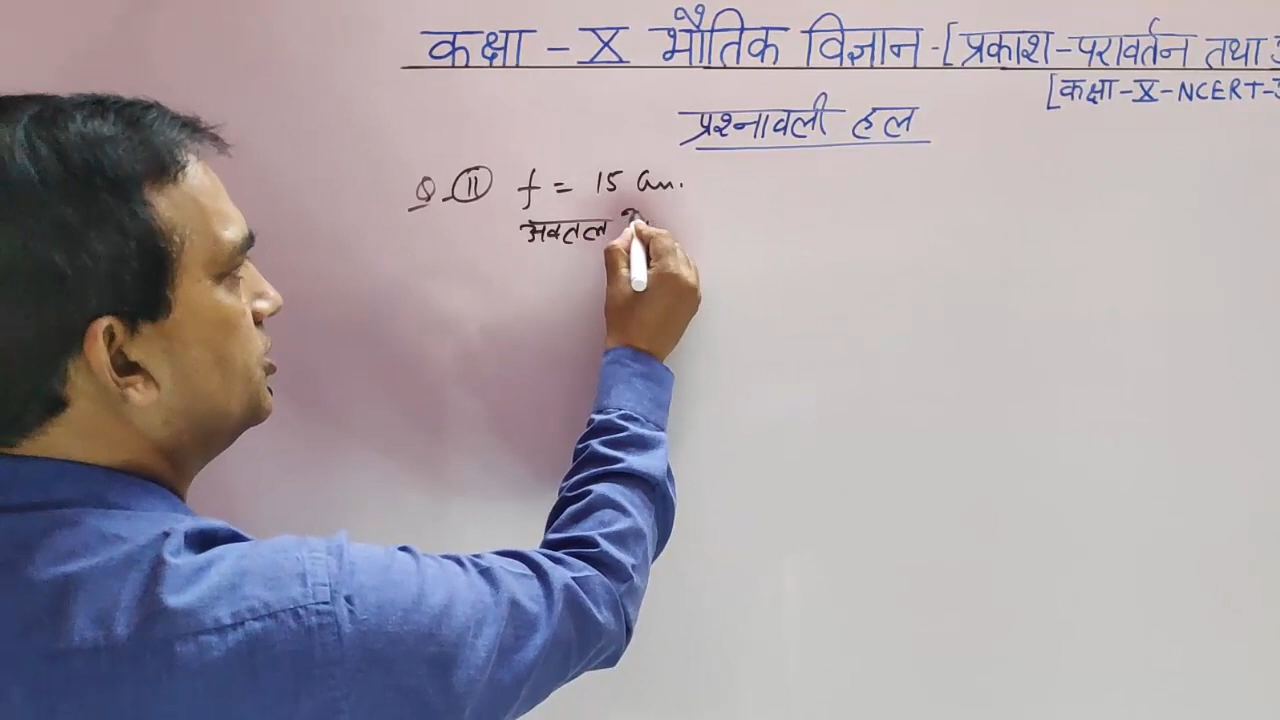 कक्षा - X भौतिक विज्ञान - [प्रकाश - परावर्तन तथा
[कक्षा - X - NCERT -
प्रश्नावली हल
Q. 11 f = 15 cm.
अवतल